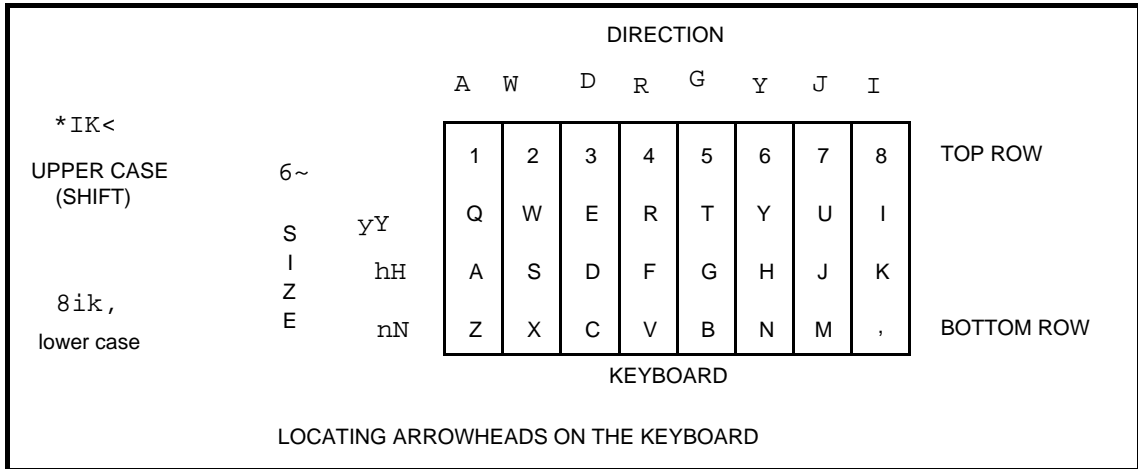 DIRECTION
A W D R G Y J I
*IK<
UPPER CASE
(SHIFT)
6~
1 2 3 4 5 6 7 8
TOP ROW
yY
Q W E R T Y U I
S
I
Z
E
hH
A S D F G H J K
8ik,
lower case
nN
Z X C V B N M ,
BOTTOM ROW
KEYBOARD
LOCATING ARROWHEADS ON THE KEYBOARD